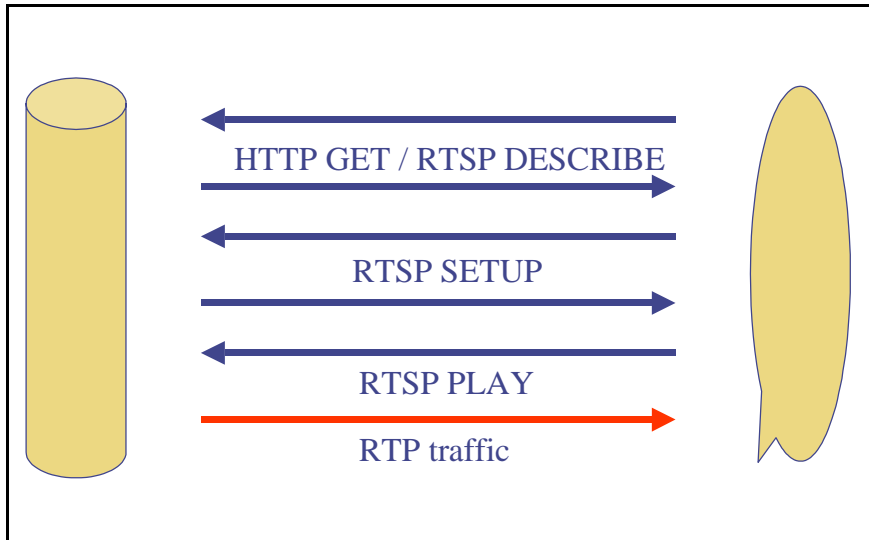 HTTP GET / RTSP DESCRIBE
RTSP SETUP
RTSP PLAY
RTP traffic